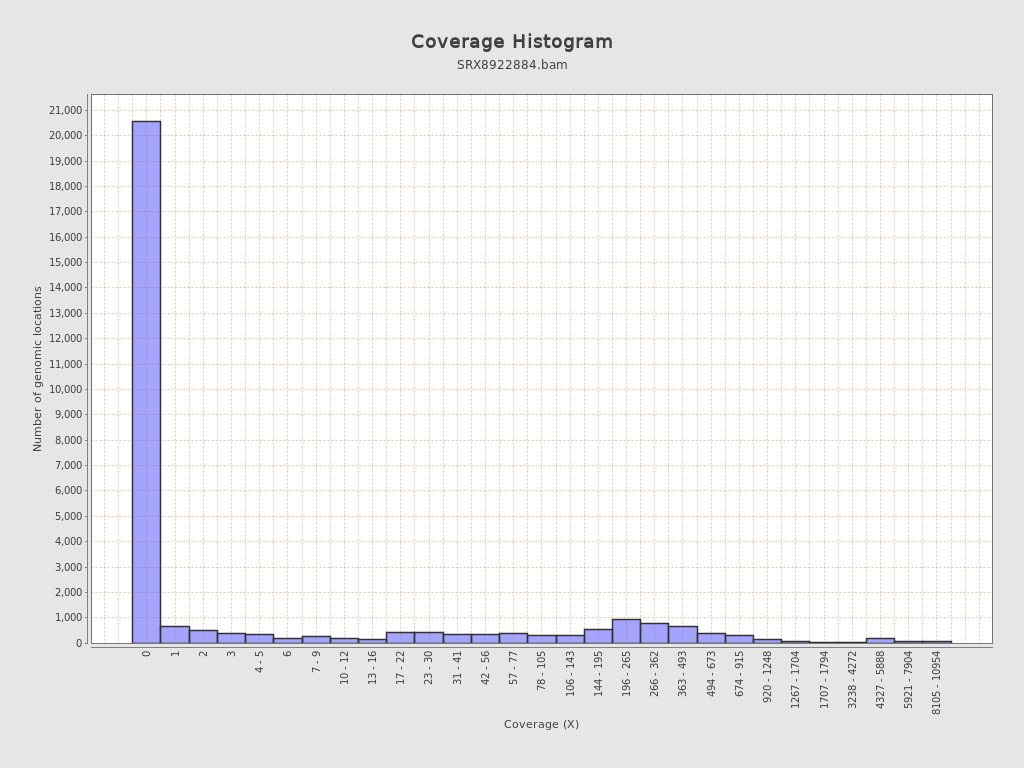 Coverage Histogram
SRX8922884.bam
Number of genomic locations
21,000
20,000
19,000
18,000
17,000
16,000
15,000
14,000
13,000
12,000
11,000
10,000
9,000
8,000
7,000
6,000
5,000
4,000
3,000
2,000
1,000
0
0
1
2
3
4 - 5
6
7 - 9
10 - 12
13 - 16
17 - 22
23 - 30
31 - 41
42 - 56
57 - 77
78 - 105
106 - 143
144 - 195
196 - 265
266 - 362
363 - 493
494 - 673
674 - 915
920 - 1248
1267 - 1704
1707 - 1794
3238 - 4272
4327 - 5888
5921 - 7904
8105 - 10954
Coverage (X)